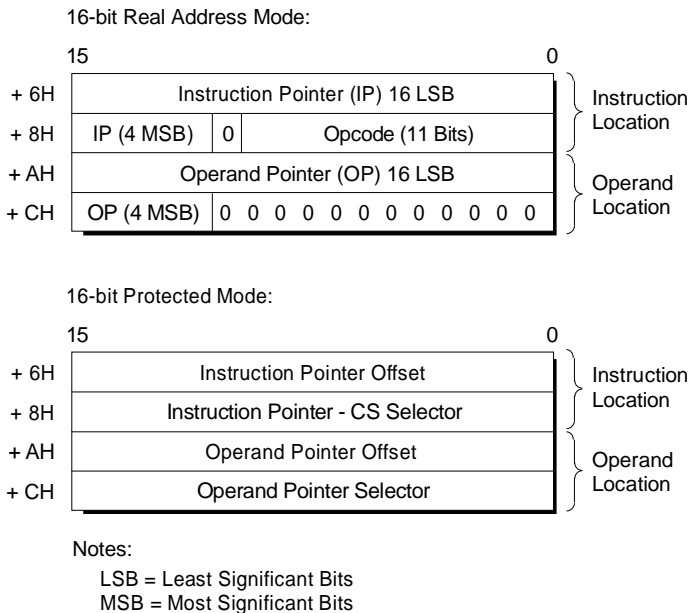 16-bit Real Address Mode:
15 0
+ 6H Instruction Pointer (IP) 16 LSB
+ 8H IP (4 MSB) 0 Opcode (11 Bits)
Instruction
Location
+ AH Operand Pointer (OP) 16 LSB
+ CH OP (4 MSB) 0 0 0 0 0 0 0 0 0 0 0 0
Operand
Location
16-bit Protected Mode:
15 0
+ 6H Instruction Pointer Offset
+ 8H Instruction Pointer - CS Selector
Instruction
Location
+ AH Operand Pointer Offset
+ CH Operand Pointer Selector
Operand
Location
Notes:
LSB = Least Significant Bits
MSB = Most Significant Bits